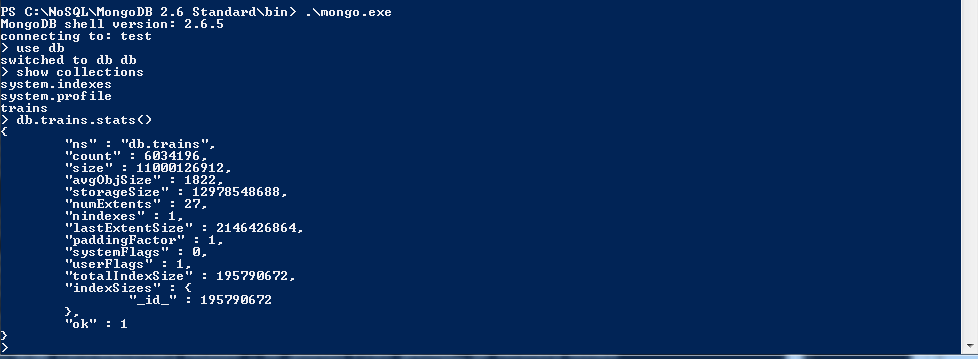 PS C:\NoSQL\MongoDB 2.6 Standard\bin> .\mongo.exe
MongoDB shell version: 2.6.5
connecting to: test
> use db
switched to db db
> show collections
system.indexes
system.profile
trains
> db.trains.stats()
{
        "ns" : "db.trains",
        "count" : 6034196,
        "size" : 11000126912,
        "avgObjSize" : 1822,
        "storageSize" : 12978548688,
        "numExtents" : 27,
        "nindexes" : 1,
        "lastExtentSize" : 2146426864,
        "paddingFactor" : 1,
        "systemFlags" : 0,
        "userFlags" : 1,
        "totalIndexSize" : 195790672,
        "indexSizes" : {
                "_id_" : 195790672
        },
        "ok" : 1
}
>